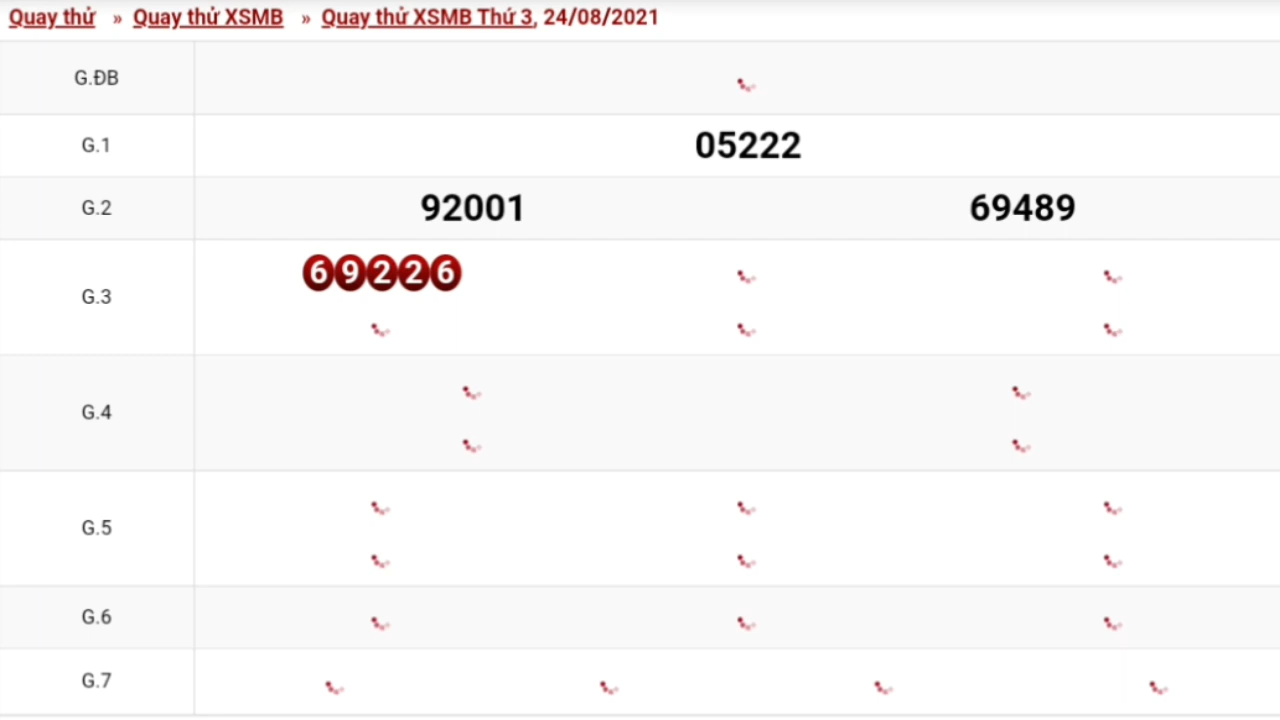 Quay thử » Quay thử XSMB » Quay thử XSMB Thứ 3, 24/08/2021
G.ĐB
G.1 05222
G.2 92001 69489
G.3 69226
G.4
G.5
G.6
G.7